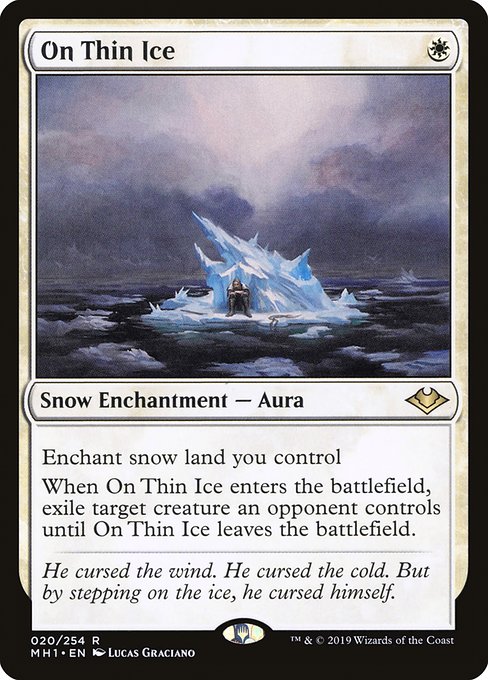 On Thin Ice
Snow Enchantment — Aura
Enchant snow land you control
When On Thin Ice enters the battlefield,
exile target creature an opponent controls
until On Thin Ice leaves the battlefield.
He cursed the wind. He cursed the cold. But
by stepping on the ice, he cursed himself.
020/254 R
MH1 • EN Lucas Graciano
™ & © 2019 Wizards of the Coast